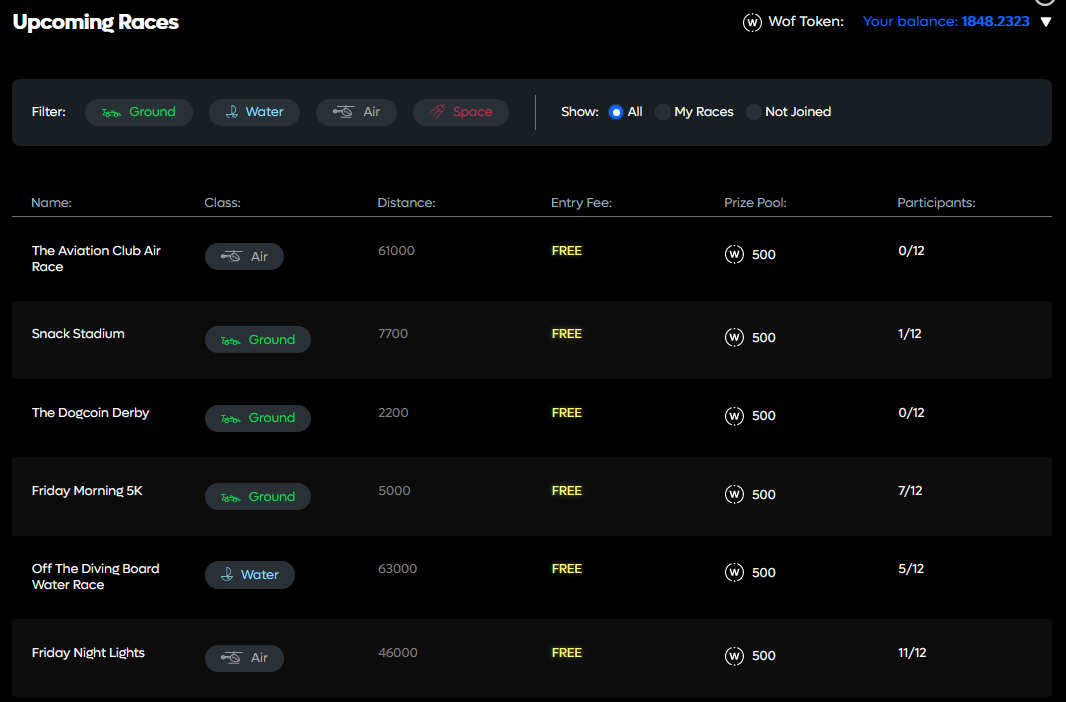 Upcoming Races
W Wof Token: Your balance: 1848.2323 ▼
Filter: Ground Water Air Space Show: All My Races Not Joined
Name: Class: Distance: Entry Fee: Prize Pool: Participants:
The Aviation Club Air Race Air 61000 FREE W 500 0/12
Snack Stadium Ground 7700 FREE W 500 1/12
The Dogcoin Derby Ground 2200 FREE W 500 0/12
Friday Morning 5K Ground 5000 FREE W 500 7/12
Off The Diving Board Water Race Water 63000 FREE W 500 5/12
Friday Night Lights Air 46000 FREE W 500 11/12